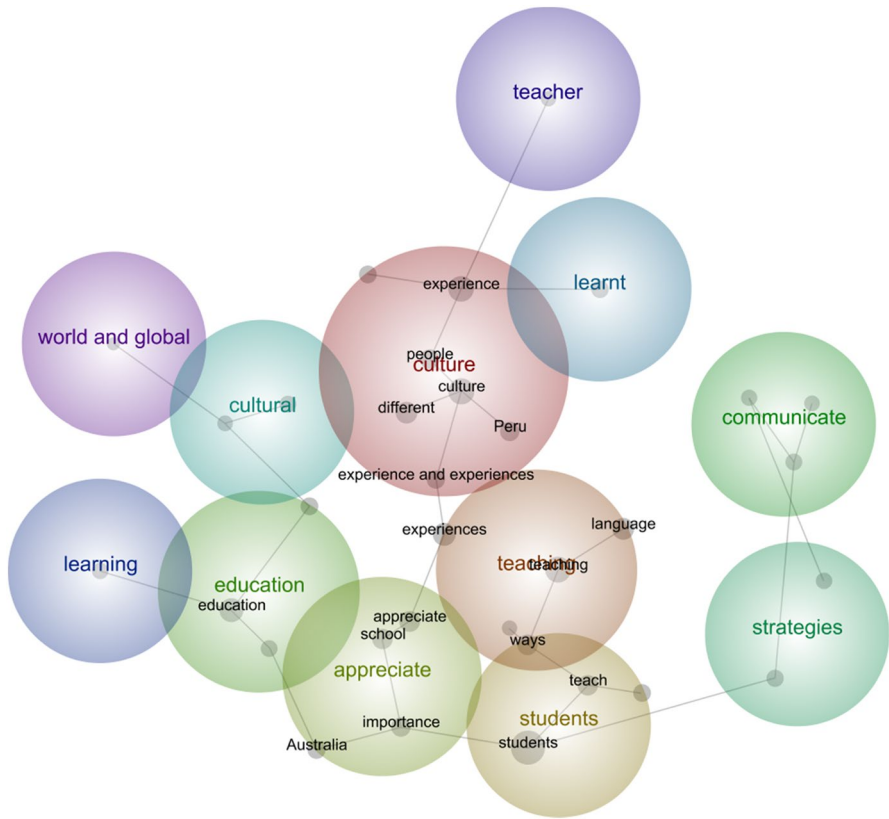 teacher
experience
learnt
world and global
people
culture
culture
cultural
different
communicate
Peru
experience and experiences
language
experiences
learning
teaching
teaching
education
education
appreciate
school
strategies
ways
appreciate
teach
importance
students
students
Australia